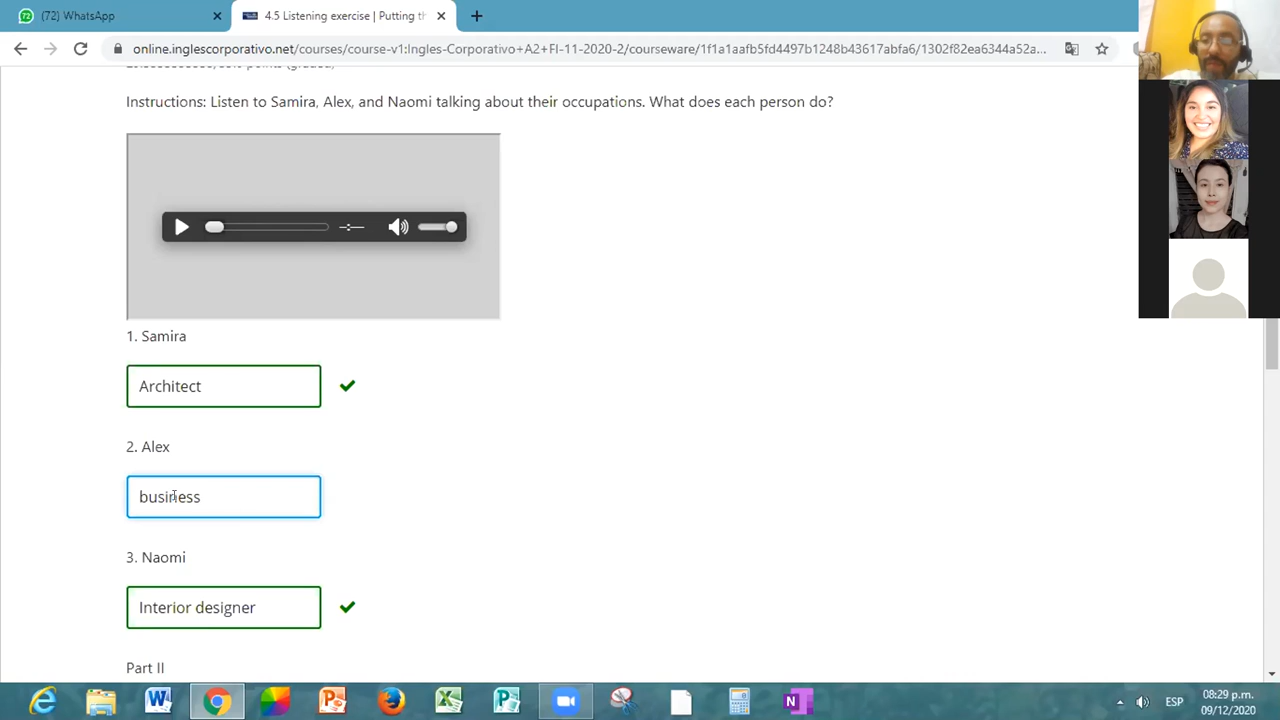 (72) WhatsApp
4.5 Listening exercise | Putting th
online.inglescorporativo.net/courses/course-v1:Ingles-Corporativo+A2+FI-11-2020-2/courseware/1f1a1aafb5fd4497b1248b43617abfa6/1302f82ea6344a52a...
Instructions: Listen to Samira, Alex, and Naomi talking about their occupations. What does each person do?
-:-
1. Samira
Architect
2. Alex
business
3. Naomi
Interior designer
Part II
ESP
08:29 p.m.
09/12/2020